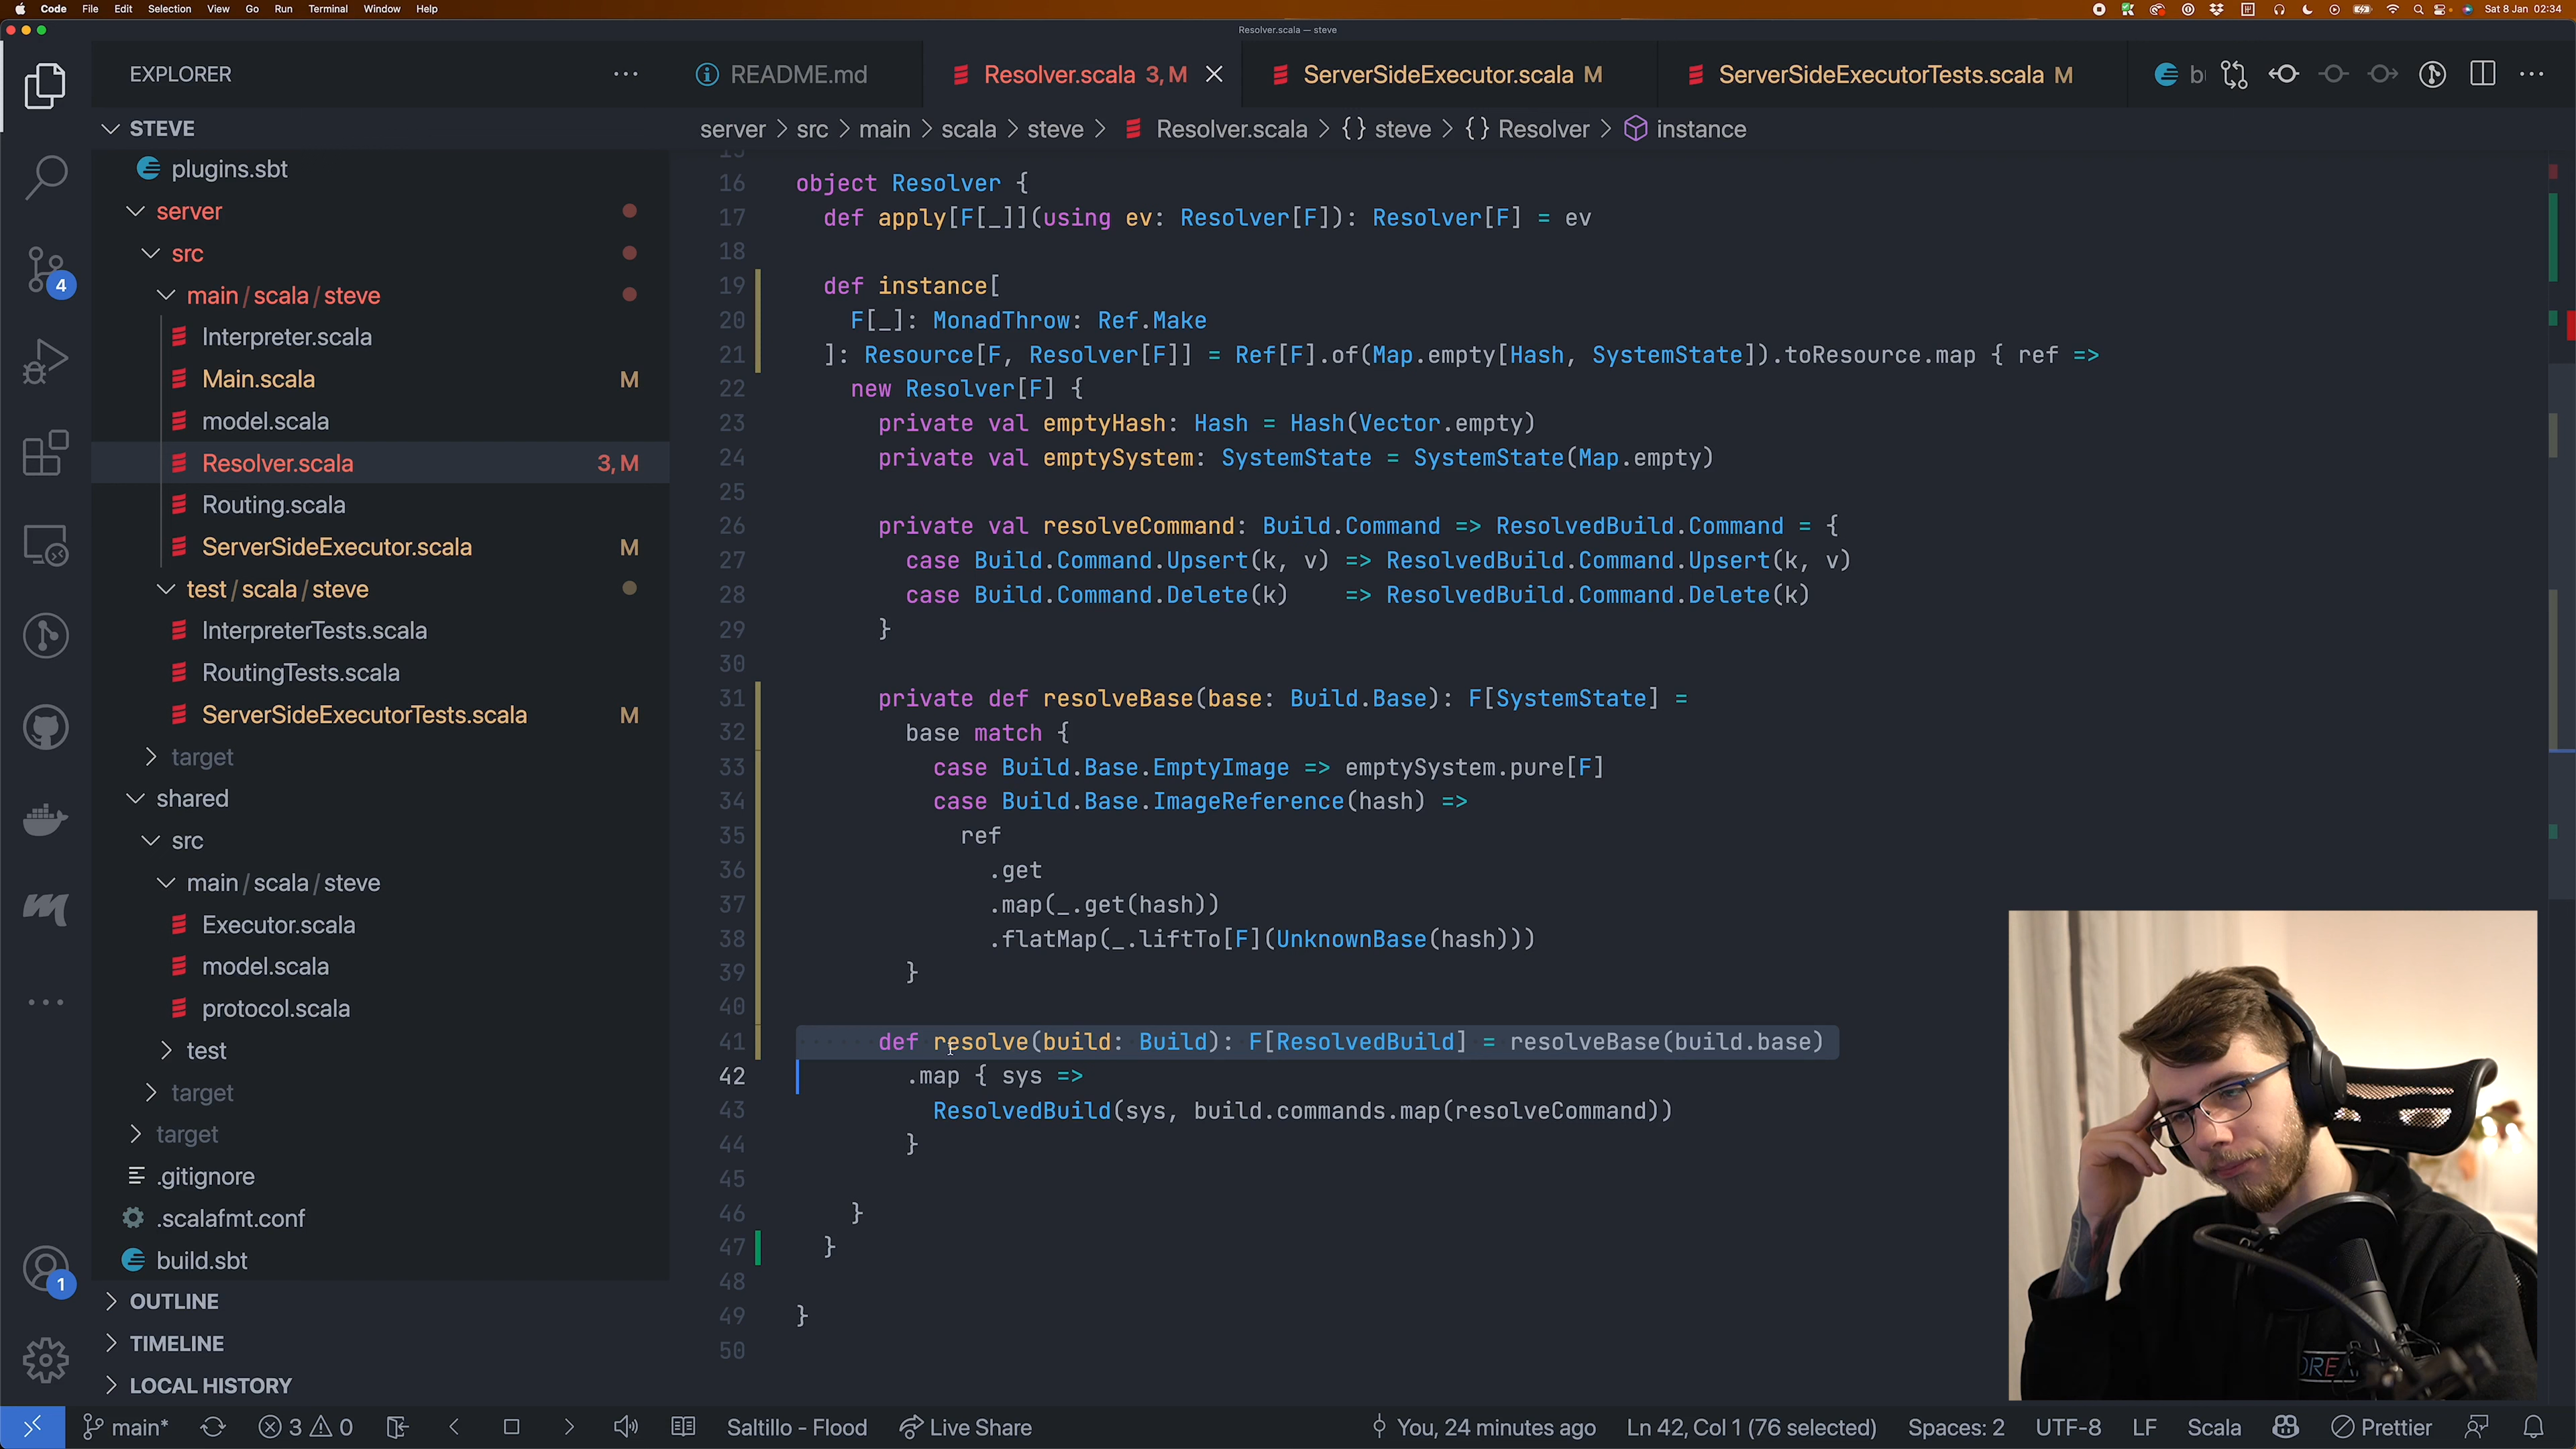 Code File Edit Selection View Go Run Terminal Window Help
Sat 8 Jan 02:34
Resolver.scala — steve
EXPLORER
README.md
Resolver.scala 3, M
ServerSideExecutor.scala M
ServerSideExecutorTests.scala M
STEVE
server > src > main > scala > steve > Resolver.scala > {} steve > {} Resolver > instance
plugins.sbt
server
src
main / scala / steve
Interpreter.scala
Main.scala M
model.scala
Resolver.scala 3, M
Routing.scala
ServerSideExecutor.scala M
test / scala / steve
InterpreterTests.scala
RoutingTests.scala
ServerSideExecutorTests.scala M
target
shared
src
main / scala / steve
Executor.scala
model.scala
protocol.scala
test
target
target
.gitignore
.scalafmt.conf
build.sbt
OUTLINE
TIMELINE
LOCAL HISTORY
4
1
15
16 object Resolver {
17 def apply[F[_]](using ev: Resolver[F]): Resolver[F] = ev
18
19 def instance[
20 F[_]: MonadThrow: Ref.Make
21 ]: Resource[F, Resolver[F]] = Ref[F].of(Map.empty[Hash, SystemState]).toResource.map { ref =>
22 new Resolver[F] {
23 private val emptyHash: Hash = Hash(Vector.empty)
24 private val emptySystem: SystemState = SystemState(Map.empty)
25
26 private val resolveCommand: Build.Command => ResolvedBuild.Command = {
27 case Build.Command.Upsert(k, v) => ResolvedBuild.Command.Upsert(k, v)
28 case Build.Command.Delete(k) => ResolvedBuild.Command.Delete(k)
29 }
30
31 private def resolveBase(base: Build.Base): F[SystemState] =
32 base match {
33 case Build.Base.EmptyImage => emptySystem.pure[F]
34 case Build.Base.ImageReference(hash) =>
35 ref
36 .get
37 .map(_.get(hash))
38 .flatMap(_.liftTo[F](UnknownBase(hash)))
39 }
40
41 def resolve(build: Build): F[ResolvedBuild] = resolveBase(build.base)
42 .map { sys =>
43 ResolvedBuild(sys, build.commands.map(resolveCommand))
44 }
45
46 }
47 }
48
49 }
50
main* 3 0 Saltillo - Flood Live Share You, 24 minutes ago Ln 42, Col 1 (76 selected) Spaces: 2 UTF-8 LF Scala Prettier